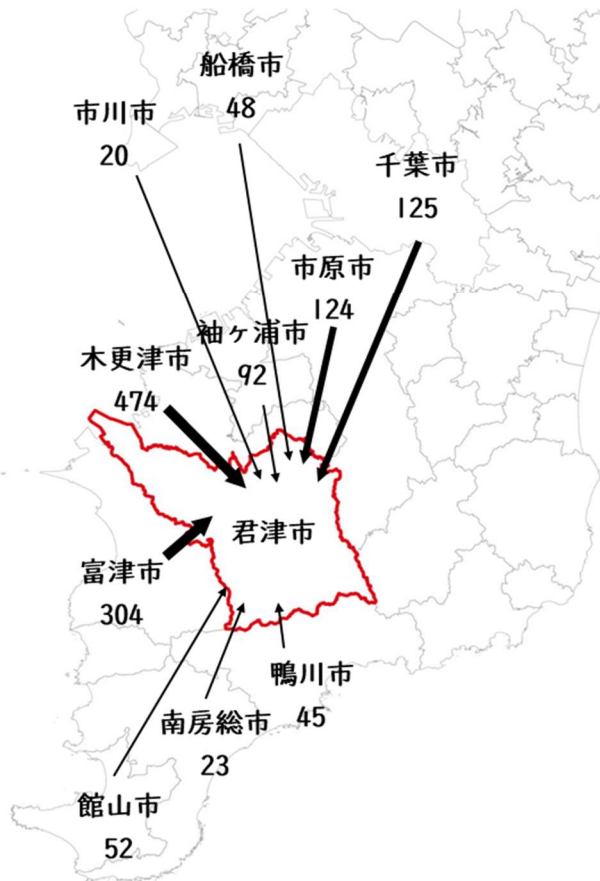 船橋市
48
市川市
20
千葉市
125
市原市
124
袖ヶ浦市
92
木更津市
474
君津市
富津市
304
鴨川市
45
南房総市
23
館山市
52